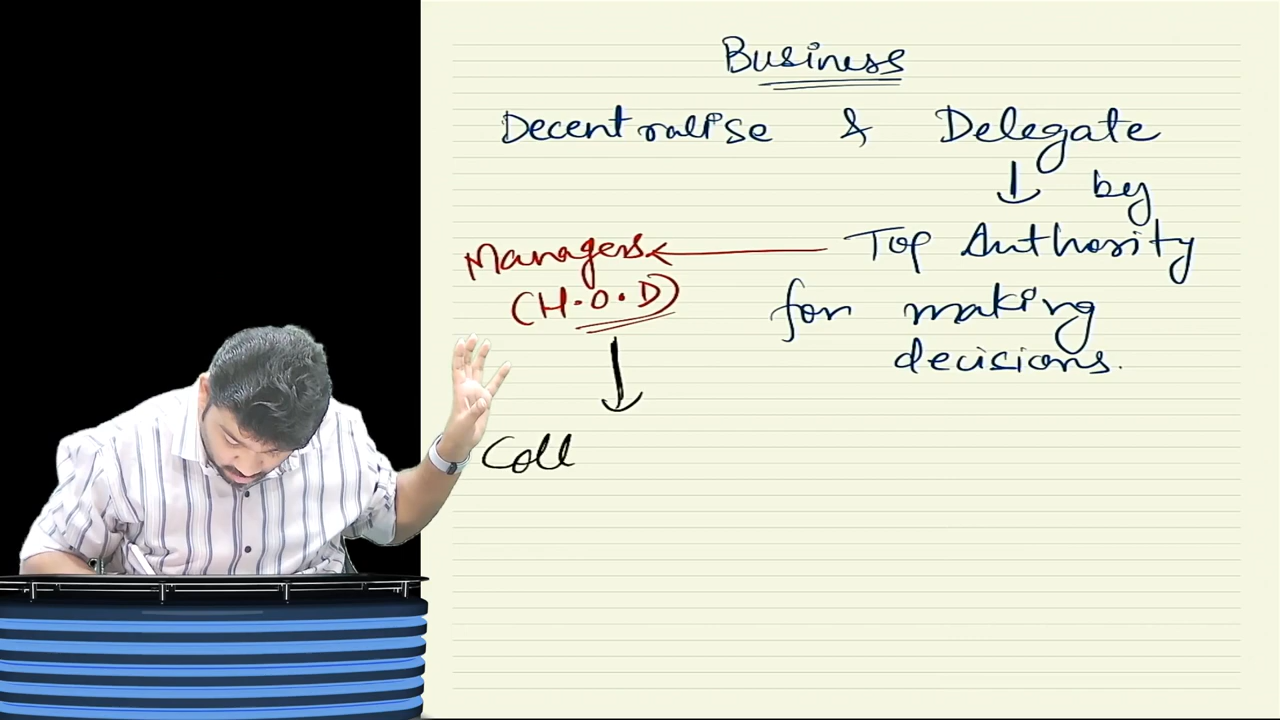 Business
Decentralise & Delegate
by
Managers Top Authority
(H.O.D) for making
decisions.
Coll